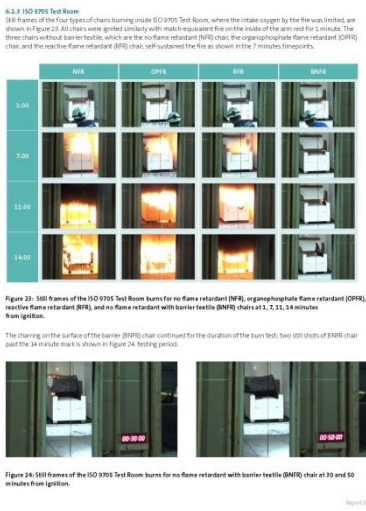 6.2.3 ISO 9705 Test Room
Still frames of the four types of chairs burning inside ISO 9705 Test Room, where the intake oxygen by the fire was limited, are
shown in Figure 23. All chairs were ignited similarly with match-equivalent fire on the inside of the arm rest for 1 minute. The
three chairs without barrier textile, which are the no flame retardant (NFR) chair, the organophosphate flame retardant (OPFR)
chair, and the reactive flame retardant (RFR) chair, self-sustained the fire as shown in the 7 minutes timepoints.
NFR OPFR RFR BNFR
1:00
7:00
11:00
14:00
Figure 23: Still frames of the ISO 9705 Test Room burns for no flame retardant (NFR), organophosphate flame retardant (OPFR),
reactive flame retardant (RFR), and no flame retardant with barrier textile (BNFR) chairs at 1, 7, 11, 14 minutes
from ignition.
The charring on the surface of the barrier (BNFR) chair continued for the duration of the burn test; two still shots of BNFR chair
past the 14 minute mark is shown in Figure 24. testing period.
00:30:00 00:50:00
Figure 24: Still frames of the ISO 9705 Test Room burns for no flame retardant with barrier textile (BNFR) chair at 30 and 50
minutes from ignition.